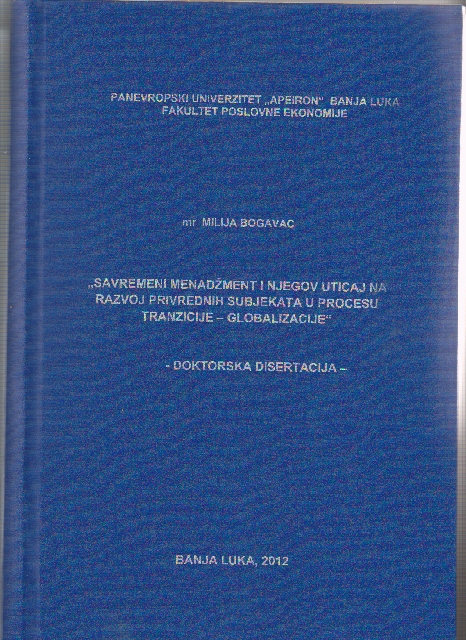 PANEVROPSKI UNIVERZITET „APEIRON" BANJA LUKA
FAKULTET POSLOVNE EKONOMIJE
mr MILIJA BOGAVAC
„SAVREMENI MENADŽMENT I NJEGOV UTICAJ NA
RAZVOJ PRIVREDNIH SUBJEKATA U PROCESU
TRANZICIJE – GLOBALIZACIJE"
- DOKTORSKA DISERTACIJA –
BANJA LUKA, 2012